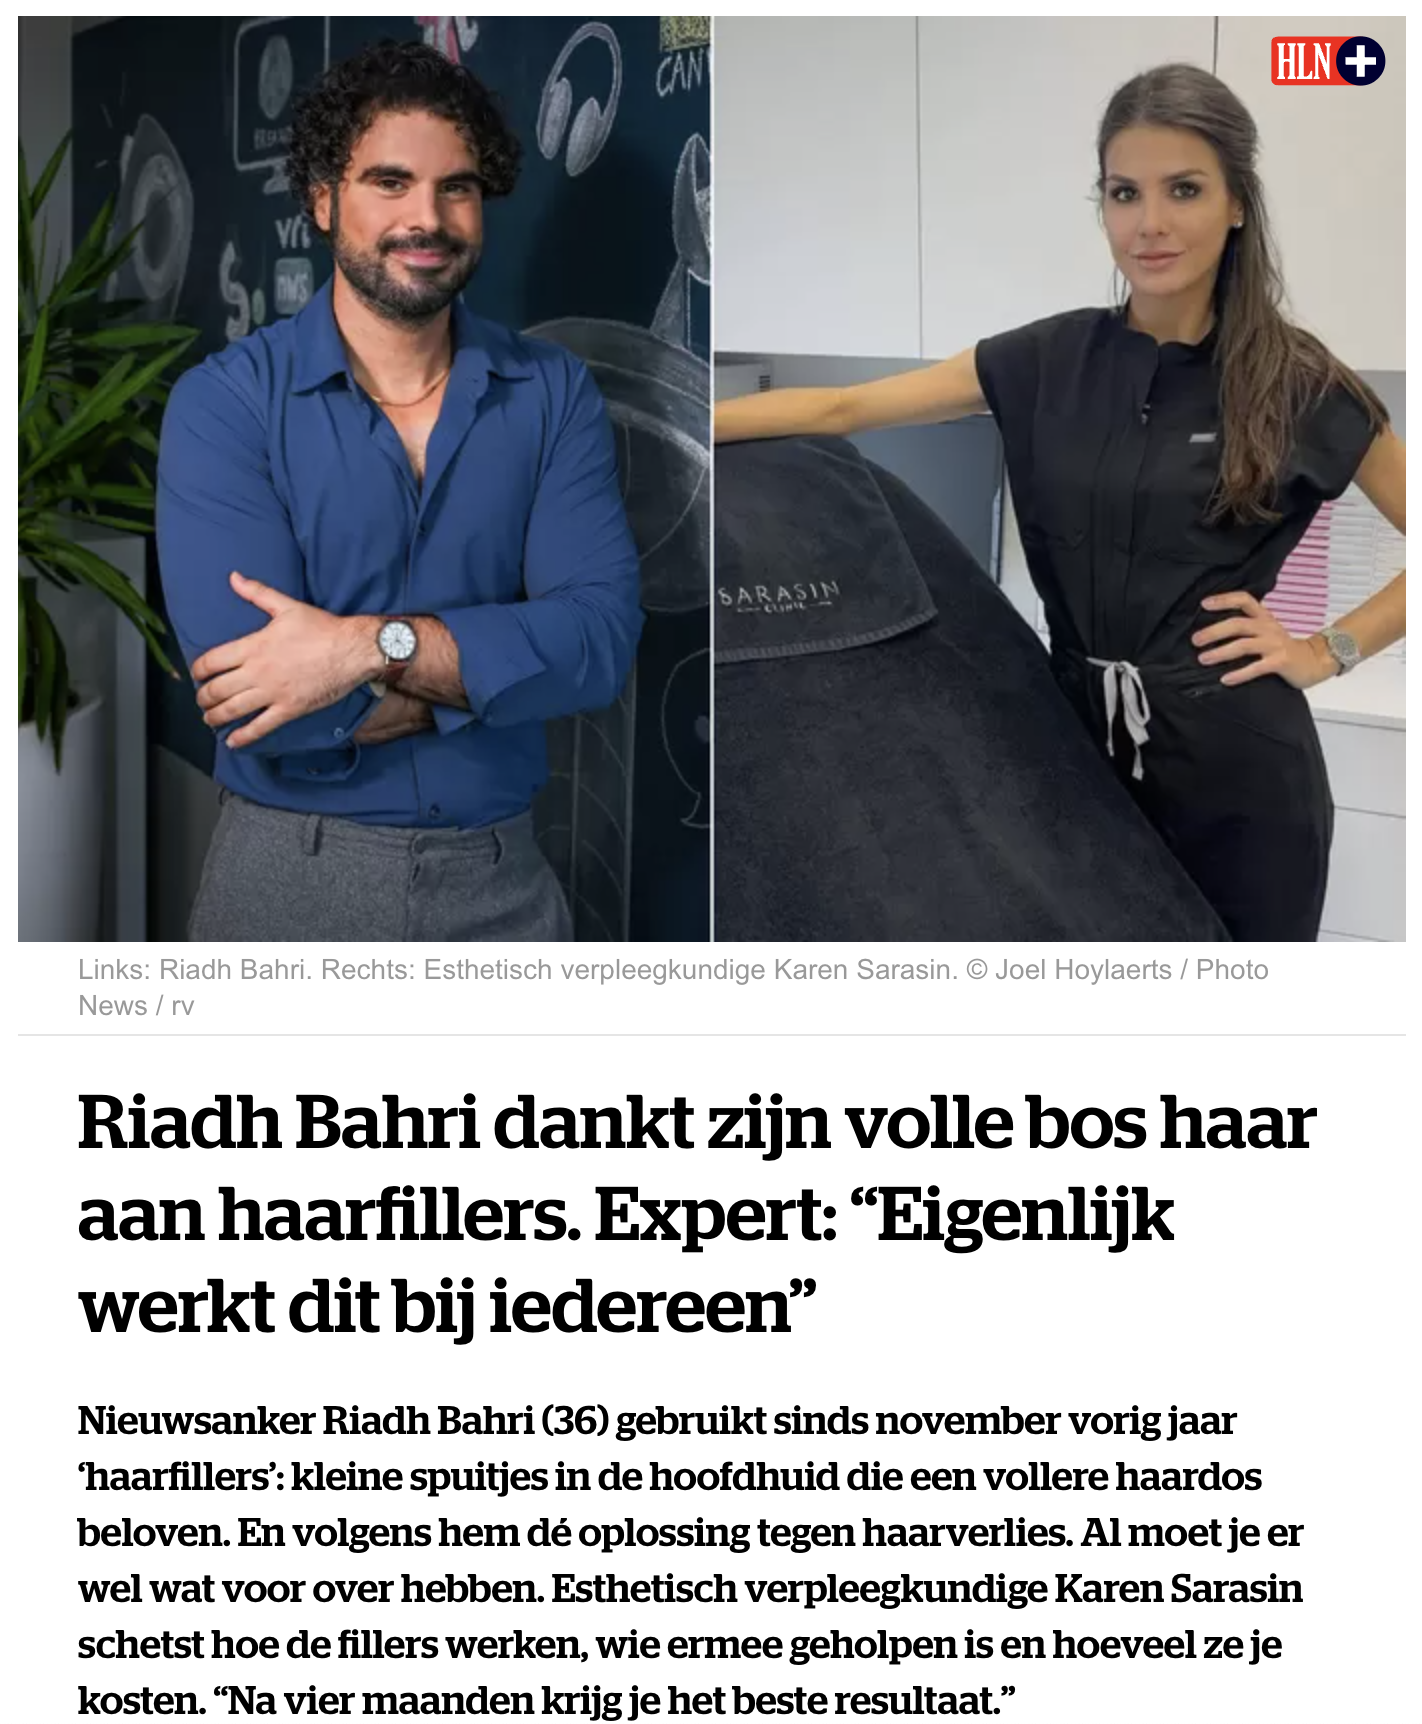 HLN+
CAN
vrt
nws
S.
SARASIN
CLINIC
Links: Riadh Bahri. Rechts: Esthetisch verpleegkundige Karen Sarasin. © Joel Hoylaerts / Photo
News / rv
Riadh Bahri dankt zijn volle bos haar
aan haarfillers. Expert: “Eigenlijk
werkt dit bij iedereen”
Nieuwsanker Riadh Bahri (36) gebruikt sinds november vorig jaar
‘haarfillers’: kleine spuitjes in de hoofdhuid die een vollere haardos
beloven. En volgens hem dé oplossing tegen haarverlies. Al moet je er
wel wat voor over hebben. Esthetisch verpleegkundige Karen Sarasin
schetst hoe de fillers werken, wie ermee geholpen is en hoeveel ze je
kosten. “Na vier maanden krijg je het beste resultaat.”